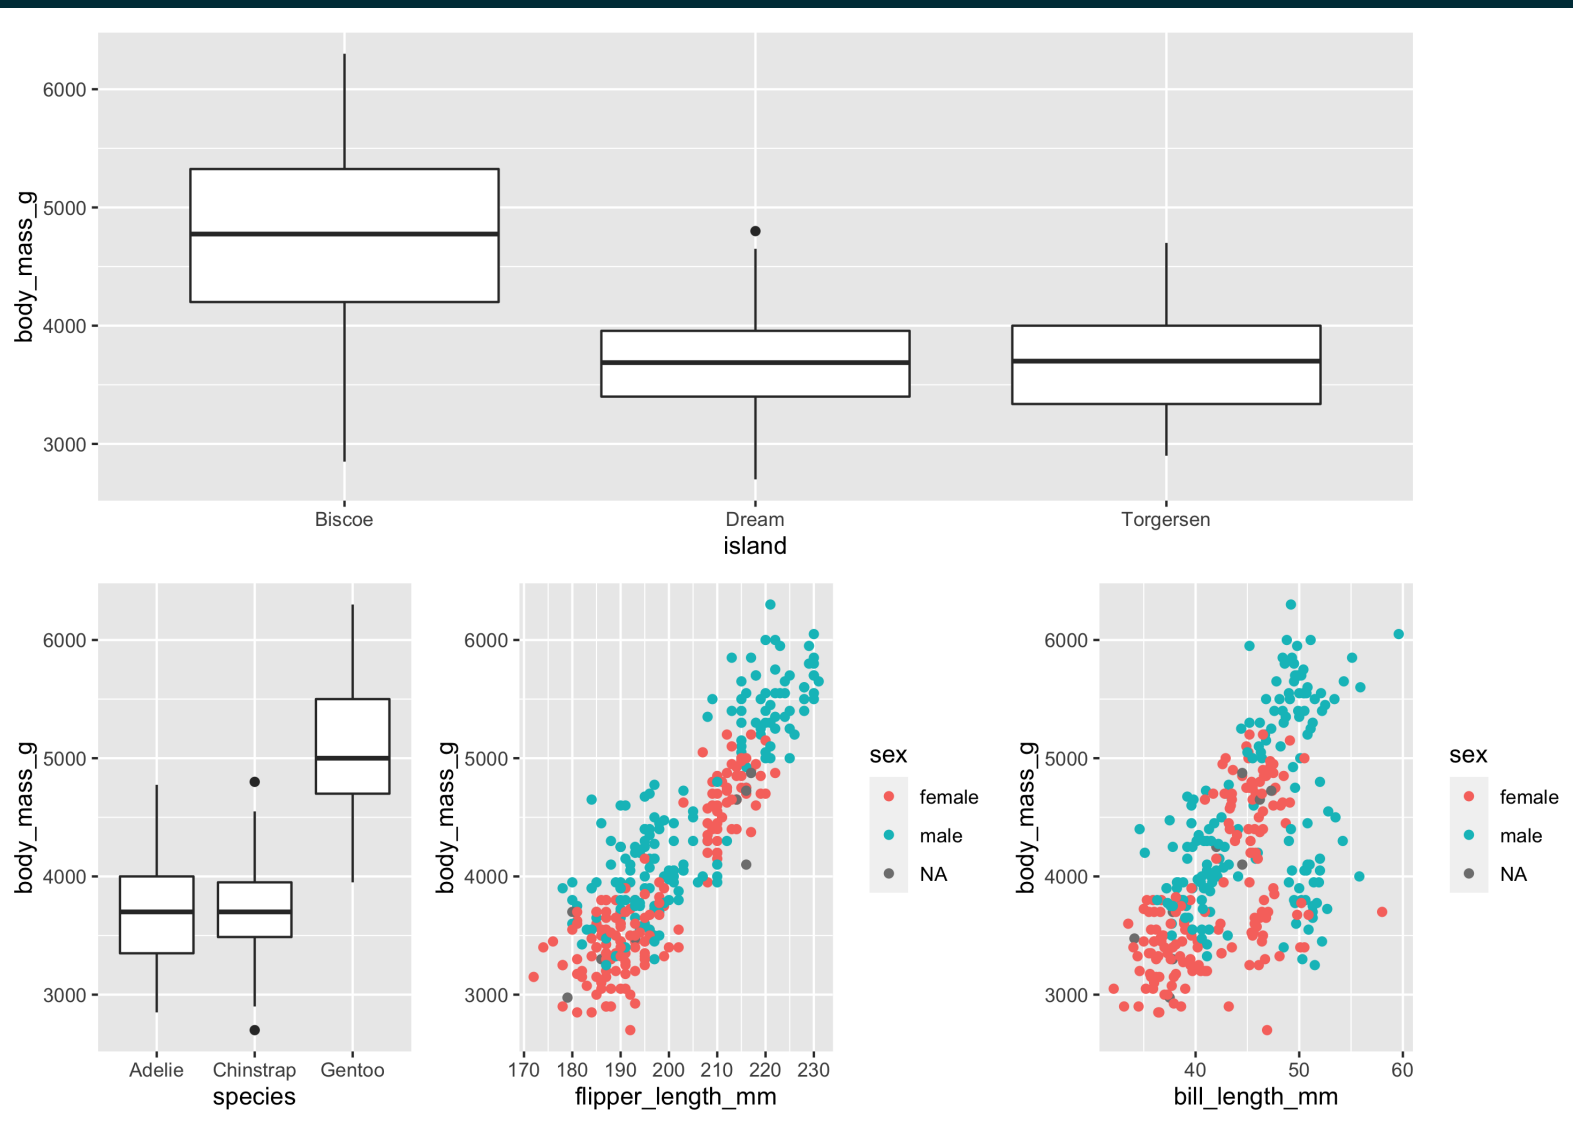 body_mass_g
6000
5000
4000
3000
Biscoe Dream Torgersen
island
body_mass_g
6000
5000
4000
3000
Adelie Chinstrap Gentoo
species
body_mass_g
6000
5000
4000
3000
170 180 190 200 210 220 230
flipper_length_mm
sex
female
male
NA
body_mass_g
6000
5000
4000
3000
40 50 60
bill_length_mm
sex
female
male
NA